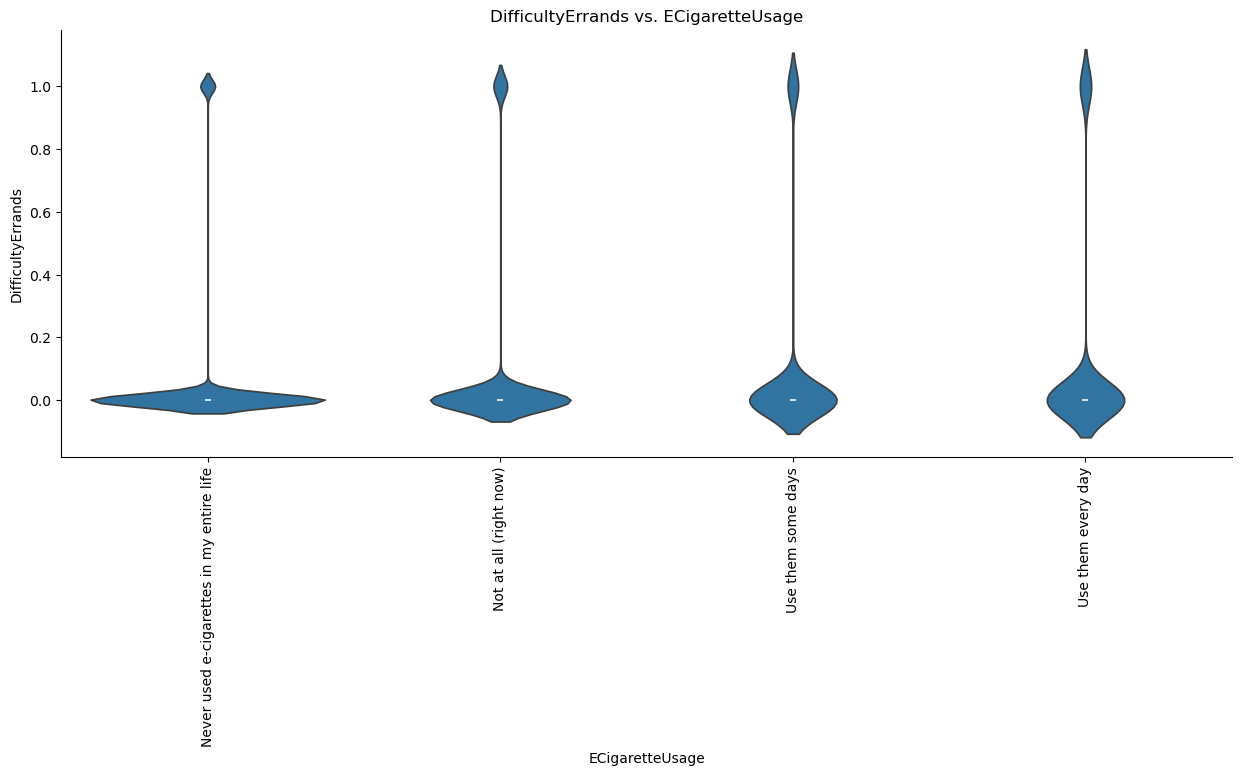 DifficultyErrands vs. ECigaretteUsage
DifficultyErrands
1.0
0.8
0.6
0.4
0.2
0.0
Never used e-cigarettes in my entire life
Not at all (right now)
Use them some days
Use them every day
ECigaretteUsage